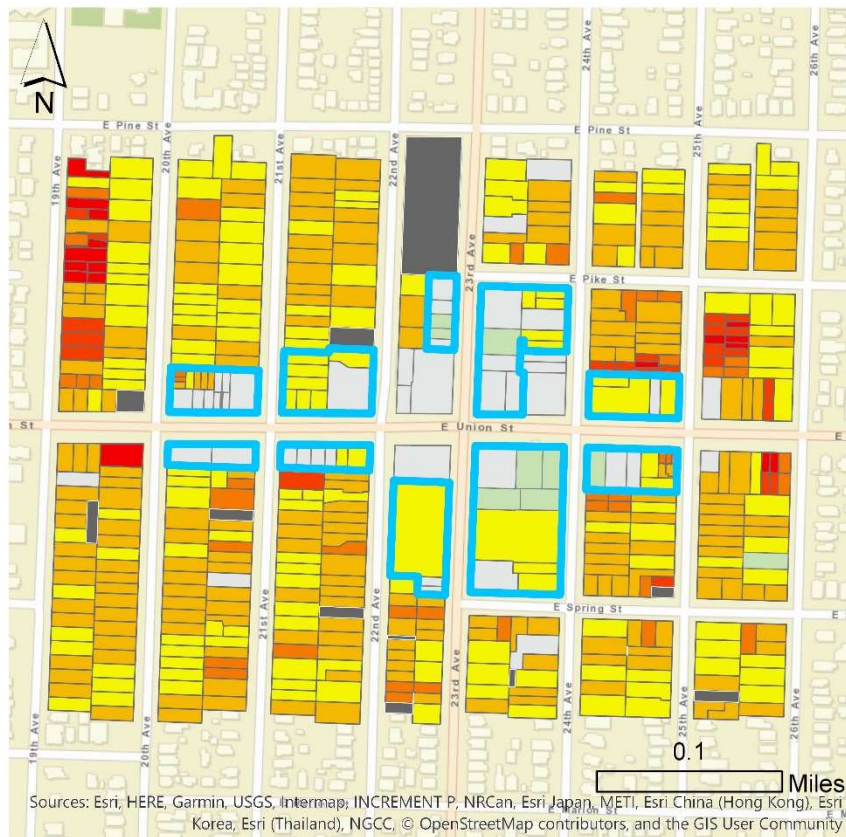 N
19th Ave
20th Ave
21st Ave
22nd Ave
23rd Ave
24th Ave
25th Ave
26th Ave
E Pine St
E Pine St
E Pike St
n St
E Union St
E
21st Ave
22nd Ave
E Spring St
E
19th Ave
20th Ave
23rd Ave
24th Ave
25th Ave
26th Ave
0.1
Miles
Sources: Esri, HERE, Garmin, USGS, Intermap, INCREMENT P, NRCan, Esri Japan, METI, Esri China (Hong Kong), Esri
Korea, Esri (Thailand), NGCC, © OpenStreetMap contributors, and the GIS User Community